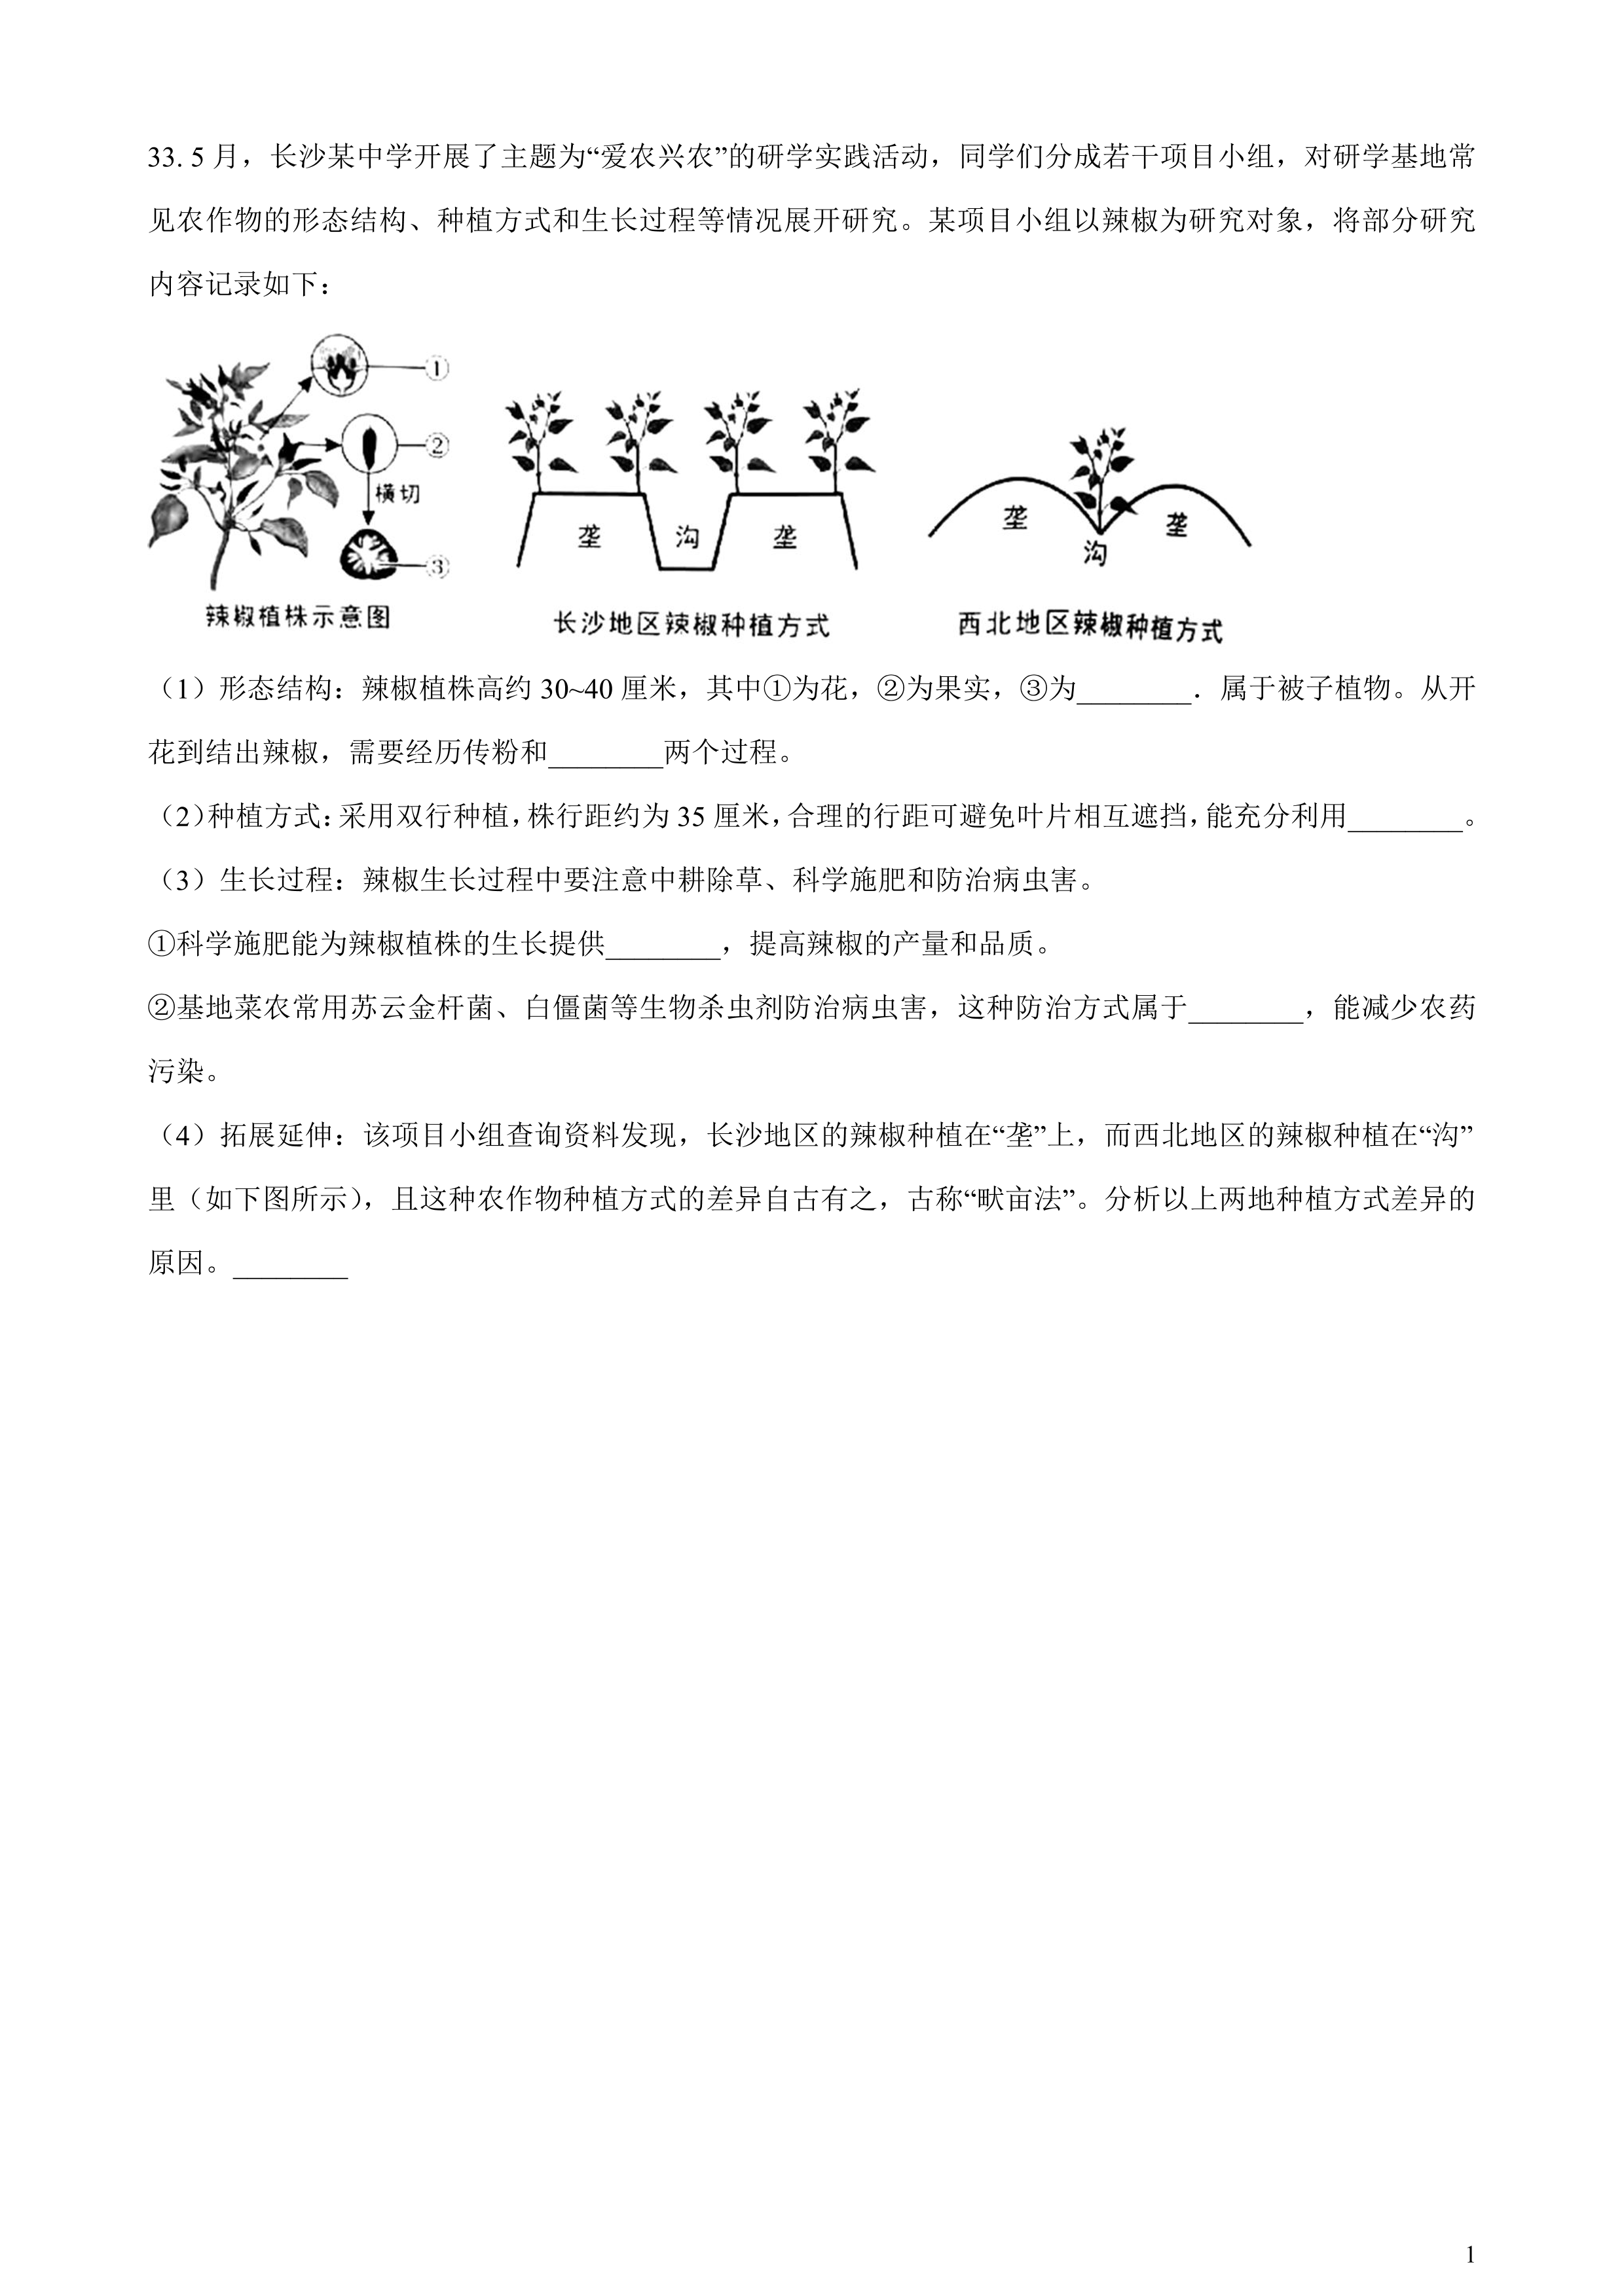 33. 5 月，长沙某中学开展了主题为“爱农兴农”的研学实践活动，同学们分成若干项目小组，对研学基地常
见农作物的形态结构、种植方式和生长过程等情况展开研究。某项目小组以辣椒为研究对象，将部分研究
内容记录如下：
①
②
横切
③
垄 沟 垄
垄 沟 垄
辣椒植株示意图 长沙地区辣椒种植方式 西北地区辣椒种植方式
（1）形态结构：辣椒植株高约 30~40 厘米，其中①为花，②为果实，③为________．属于被子植物。从开
花到结出辣椒，需要经历传粉和________两个过程。
（2）种植方式：采用双行种植，株行距约为 35 厘米，合理的行距可避免叶片相互遮挡，能充分利用________。
（3）生长过程：辣椒生长过程中要注意中耕除草、科学施肥和防治病虫害。
①科学施肥能为辣椒植株的生长提供________，提高辣椒的产量和品质。
②基地菜农常用苏云金杆菌、白僵菌等生物杀虫剂防治病虫害，这种防治方式属于________，能减少农药
污染。
（4）拓展延伸：该项目小组查询资料发现，长沙地区的辣椒种植在“垄”上，而西北地区的辣椒种植在“沟”
里（如下图所示），且这种农作物种植方式的差异自古有之，古称“畎亩法”。分析以上两地种植方式差异的
原因。________
1